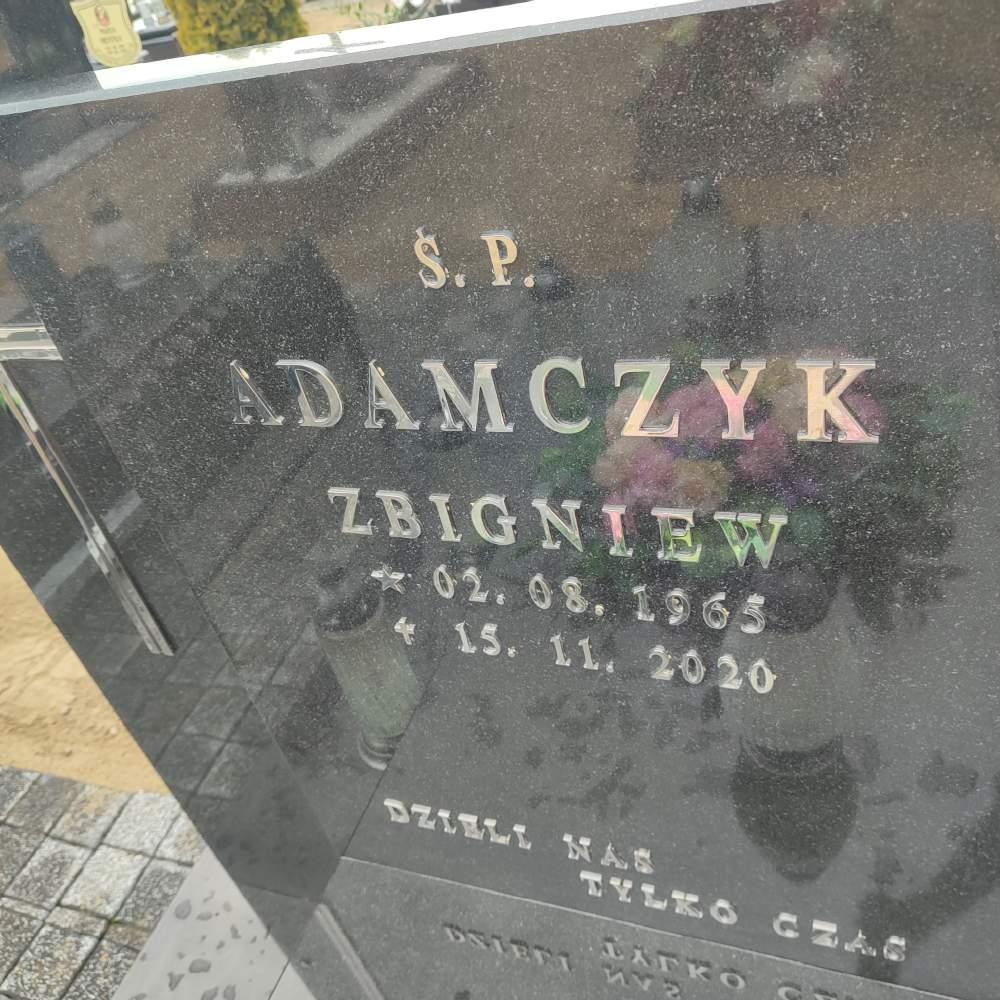 Ś. P.
ADAMCZYK
ZBIGNIEW
02. 08. 1965
15. 11. 2020
DZIELI NAS
TYLKO CZAS